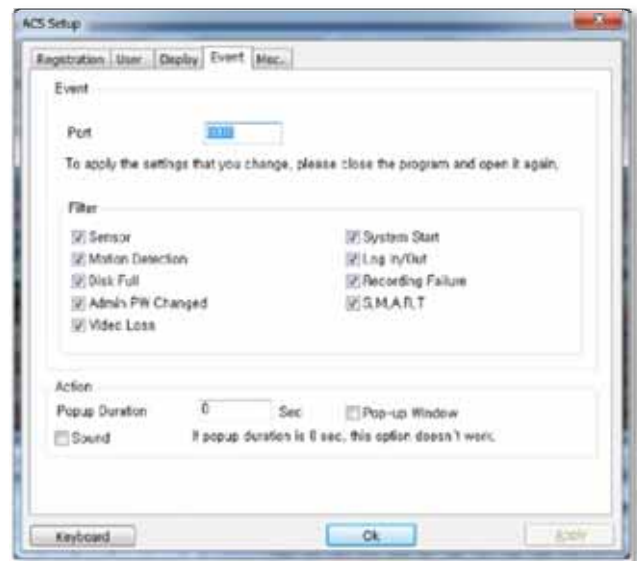 ACS Setup
Registration User Display Event Misc.
Event
Port
To apply the settings that you change, please close the program and open it again.
Filter
Sensor System Start
Motion Detection Log In/Out
Disk Full Recording Failure
Admin PW Changed S.M.A.R.T
Video Loss
Action
Popup Duration 0 Sec Pop-up Window
Sound If popup duration is 0 sec, this option doesn't work.
Keyboard Ok Apply